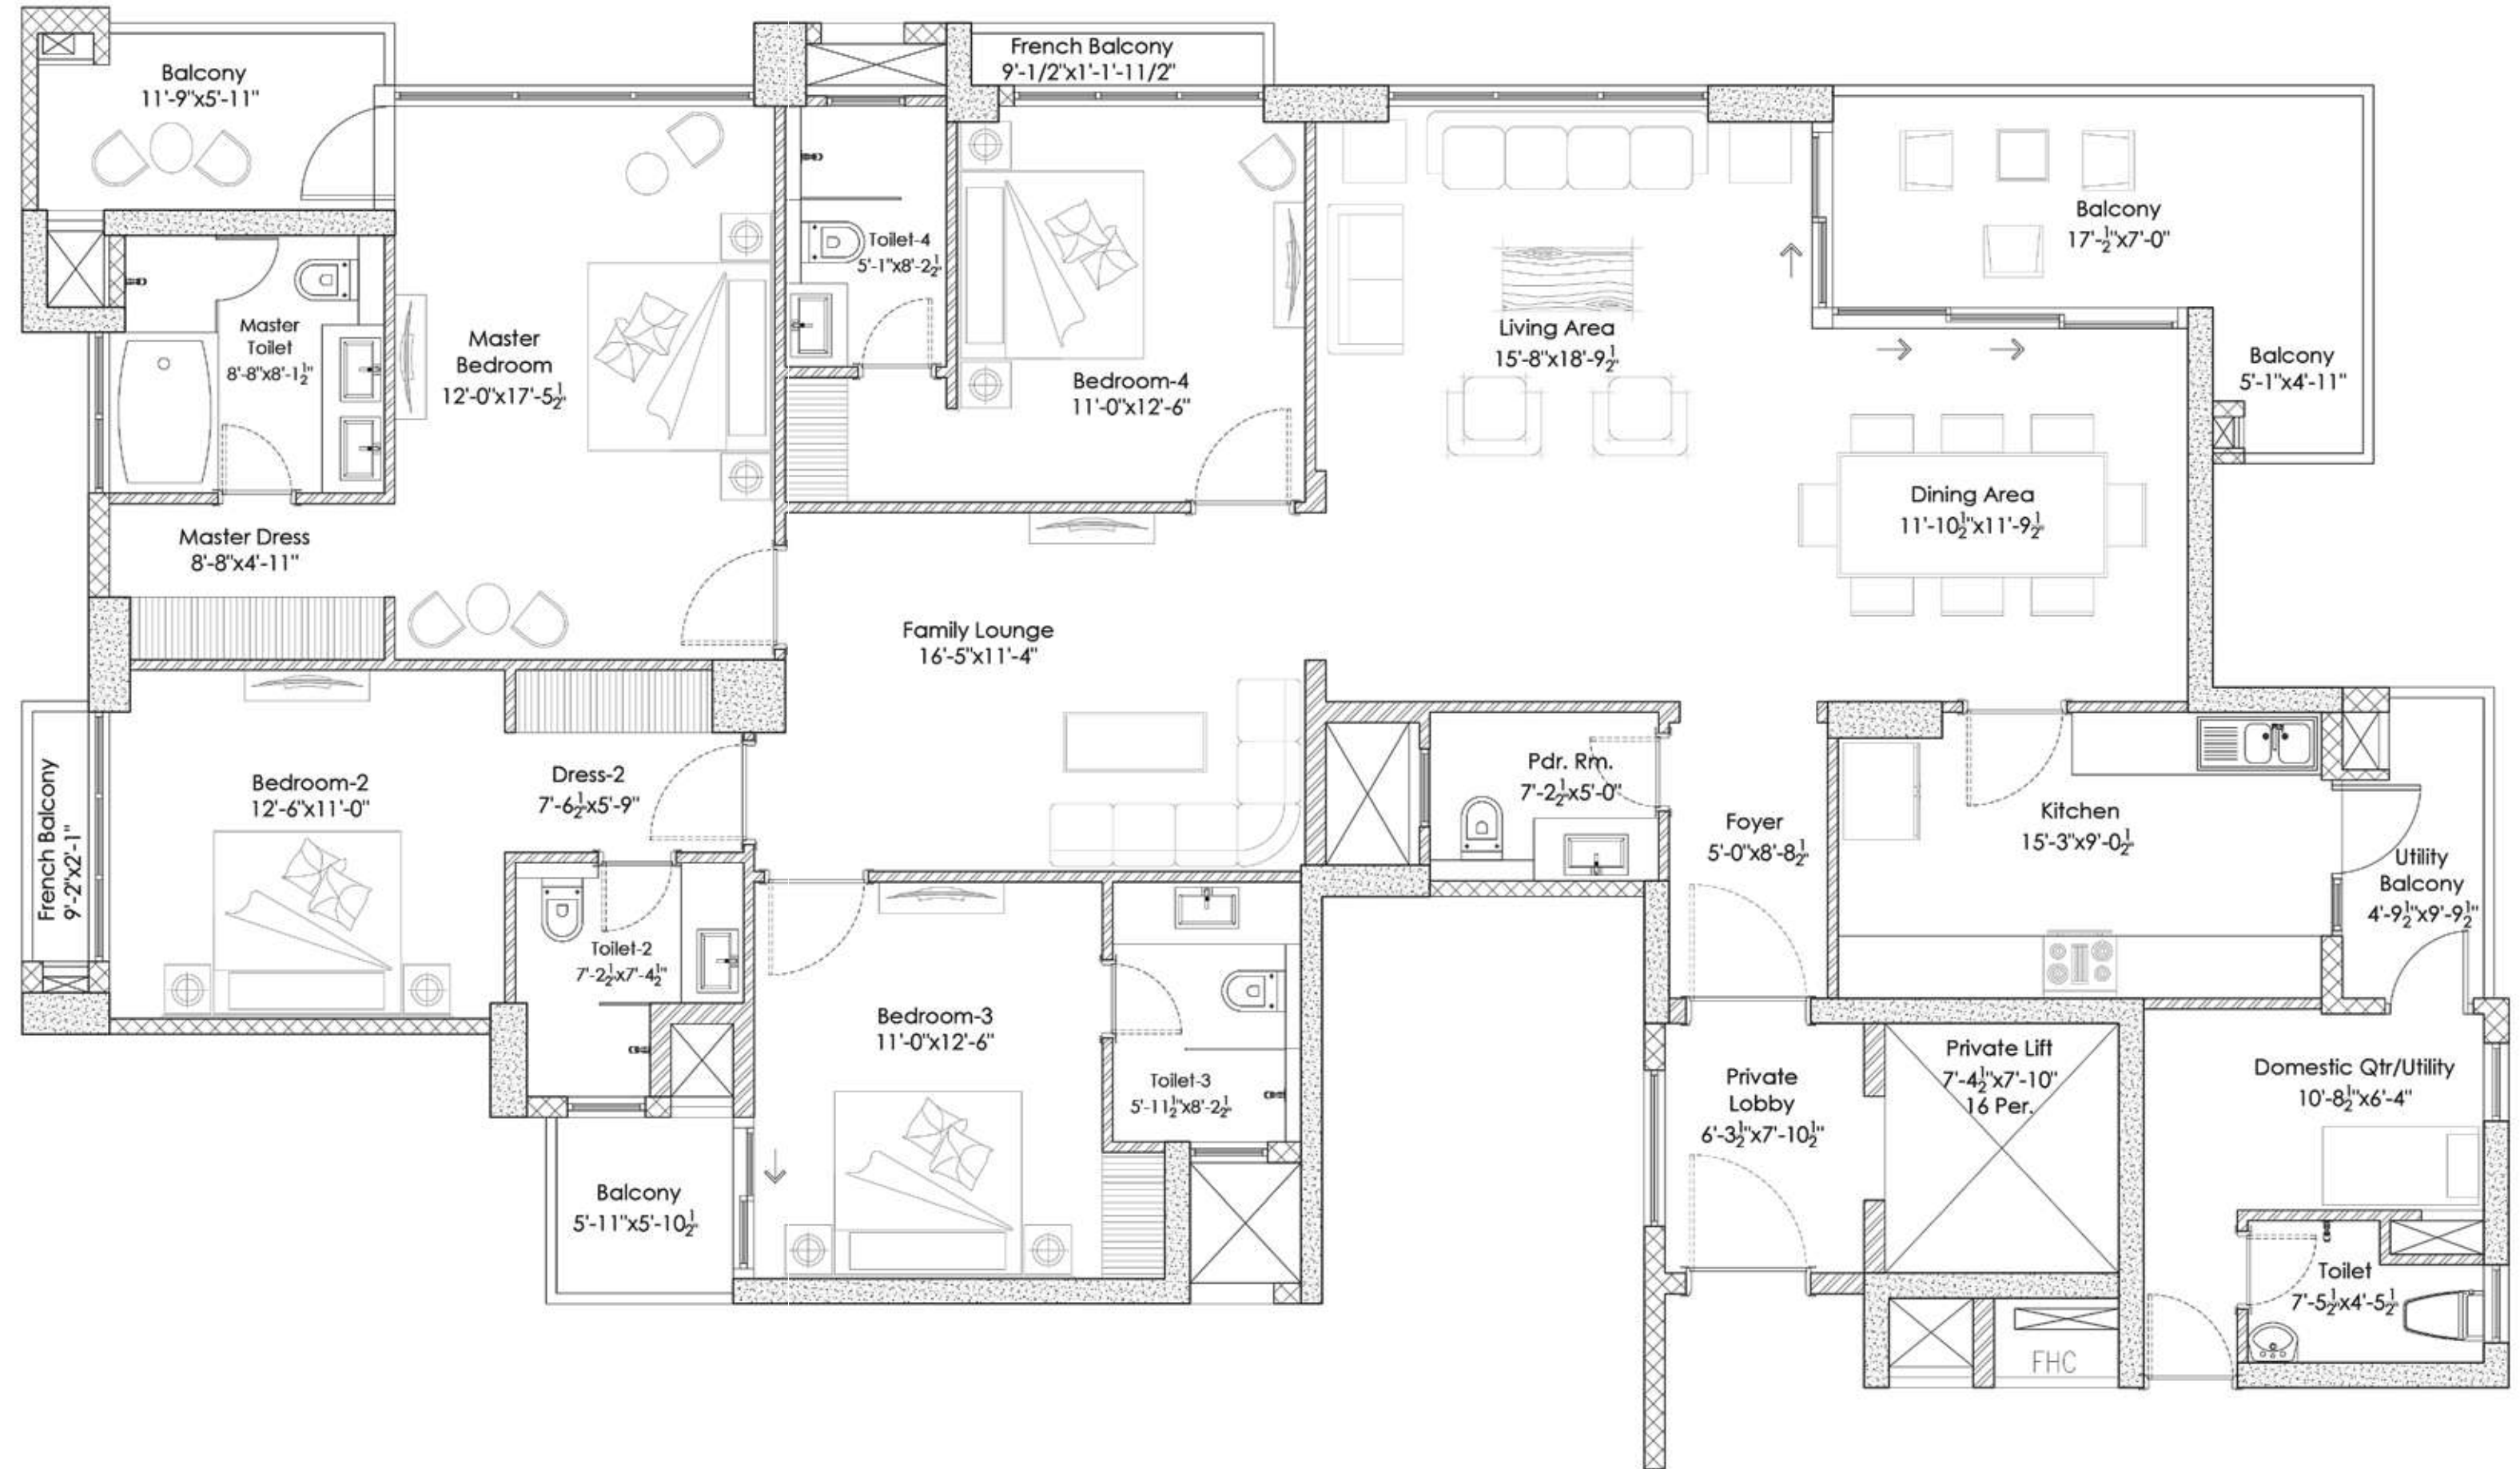 Balcony
11'-9"x5'-11"
French Balcony
9'-1/2"x1'-1'-11/2"
Balcony
17'-½"x7'-0"
Toilet-4
5'-1"x8'-2½"
Master
Toilet
8'-8"x8'-1½"
Master
Bedroom
12'-0"x17'-5½"
Bedroom-4
11'-0"x12'-6"
Living Area
15'-8"x18'-9½"
Balcony
5'-1"x4'-11"
Dining Area
11'-10½"x11'-9½"
Master Dress
8'-8"x4'-11"
Family Lounge
16'-5"x11'-4"
French Balcony
9'-2"x2'-1"
Bedroom-2
12'-6"x11'-0"
Dress-2
7'-6½"x5'-9"
Pdr. Rm.
7'-2½"x5'-0"
Foyer
5'-0"x8'-8½"
Kitchen
15'-3"x9'-0½"
Utility
Balcony
4'-9½"x9'-9½"
Toilet-2
7'-2½"x7'-4½"
Bedroom-3
11'-0"x12'-6"
Toilet-3
5'-11½"x8'-2½"
Private
Lobby
6'-3½"x7'-10½"
Private Lift
7'-4½"x7'-10"
16 Per.
Domestic Qtr/Utility
10'-8½"x6'-4"
Balcony
5'-11"x5'-10½"
Toilet
7'-5½"x4'-5½"
FHC